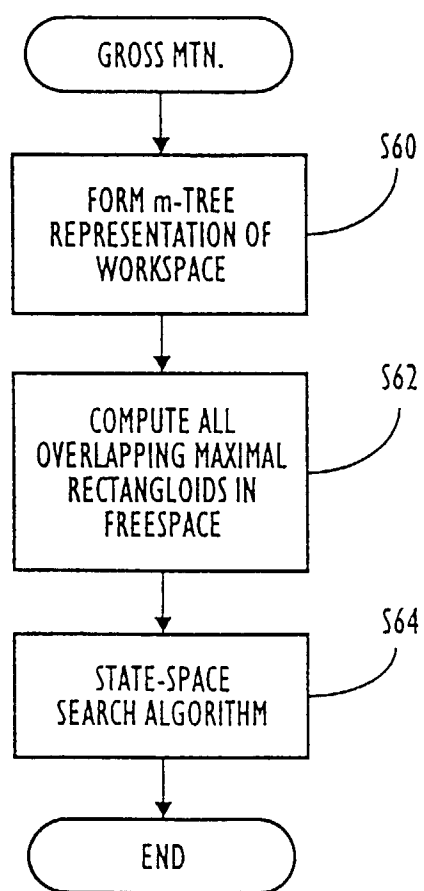 GROSS MTN.
S60
FORM m-TREE
REPRESENTATION OF
WORKSPACE
S62
COMPUTE ALL
OVERLAPPING MAXIMAL
RECTANGLOIDS IN
FREESPACE
S64
STATE-SPACE
SEARCH ALGORITHM
END